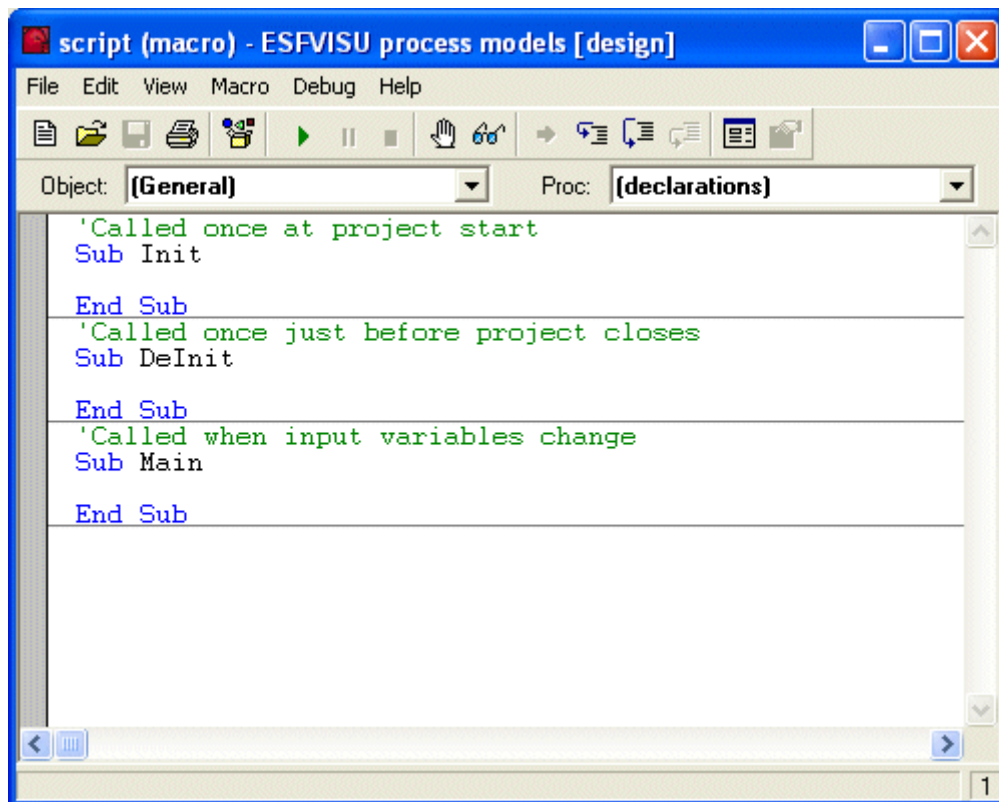 script (macro) - ESFVISU process models [design]
File Edit View Macro Debug Help
Object: (General) Proc: (declarations)
'Called once at project start
Sub Init
End Sub
'Called once just before project closes
Sub DeInit
End Sub
'Called when input variables change
Sub Main
End Sub
1